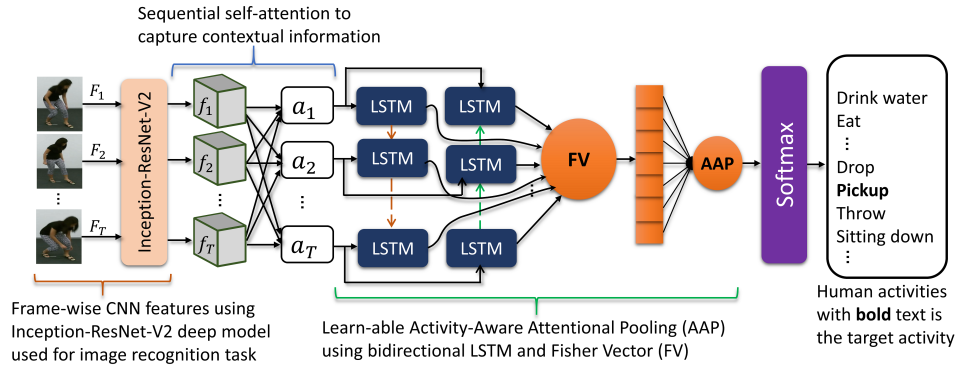 Sequential self-attention to
capture contextual information
F1
F2
...
FT
Inception-ResNet-V2
f1
f2
...
fT
a1
a2
...
aT
LSTM
LSTM
LSTM
LSTM
LSTM
LSTM
...
FV
AAP
Softmax
Drink water
Eat
...
Drop
Pickup
Throw
Sitting down
...
Frame-wise CNN features using
Inception-ResNet-V2 deep model
used for image recognition task
Learn-able Activity-Aware Attentional Pooling (AAP)
using bidirectional LSTM and Fisher Vector (FV)
Human activities
with bold text is
the target activity